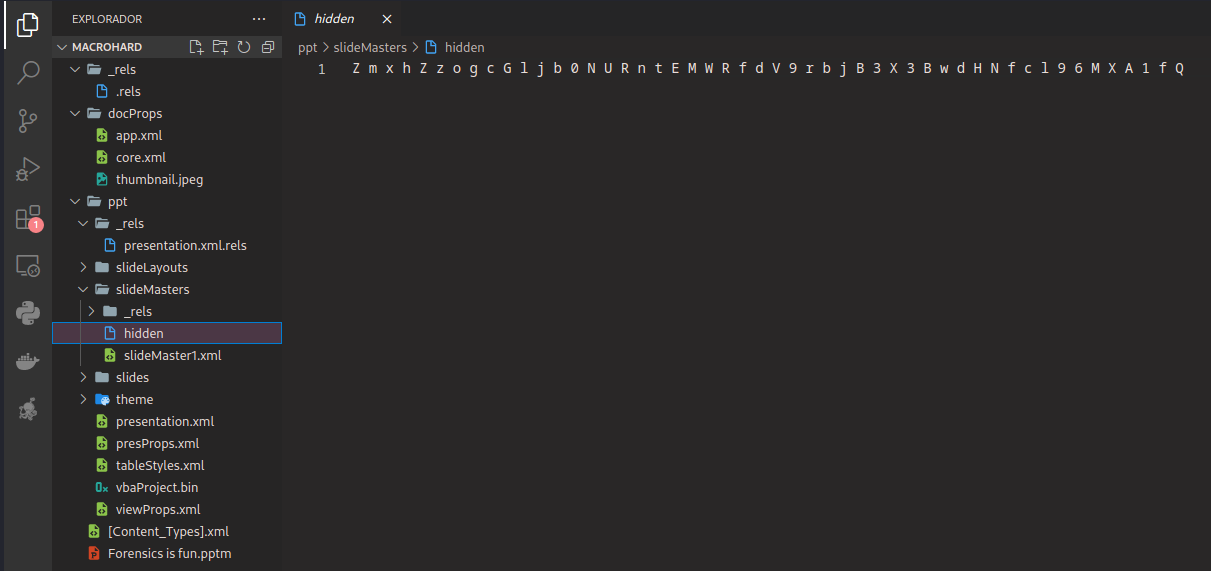 EXPLORADOR
MACROHARD
_rels
.rels
docProps
app.xml
core.xml
thumbnail.jpeg
ppt
_rels
presentation.xml.rels
slideLayouts
slideMasters
_rels
hidden
slideMaster1.xml
slides
theme
presentation.xml
presProps.xml
tableStyles.xml
vbaProject.bin
viewProps.xml
[Content_Types].xml
Forensics is fun.pptm
1
hidden
ppt > slideMasters > hidden
1 Z m x h Z z o g c G l j b 0 N U R n t E M W R f d V 9 r b j B 3 X 3 B w d H N f c l 9 6 M X A 1 f Q